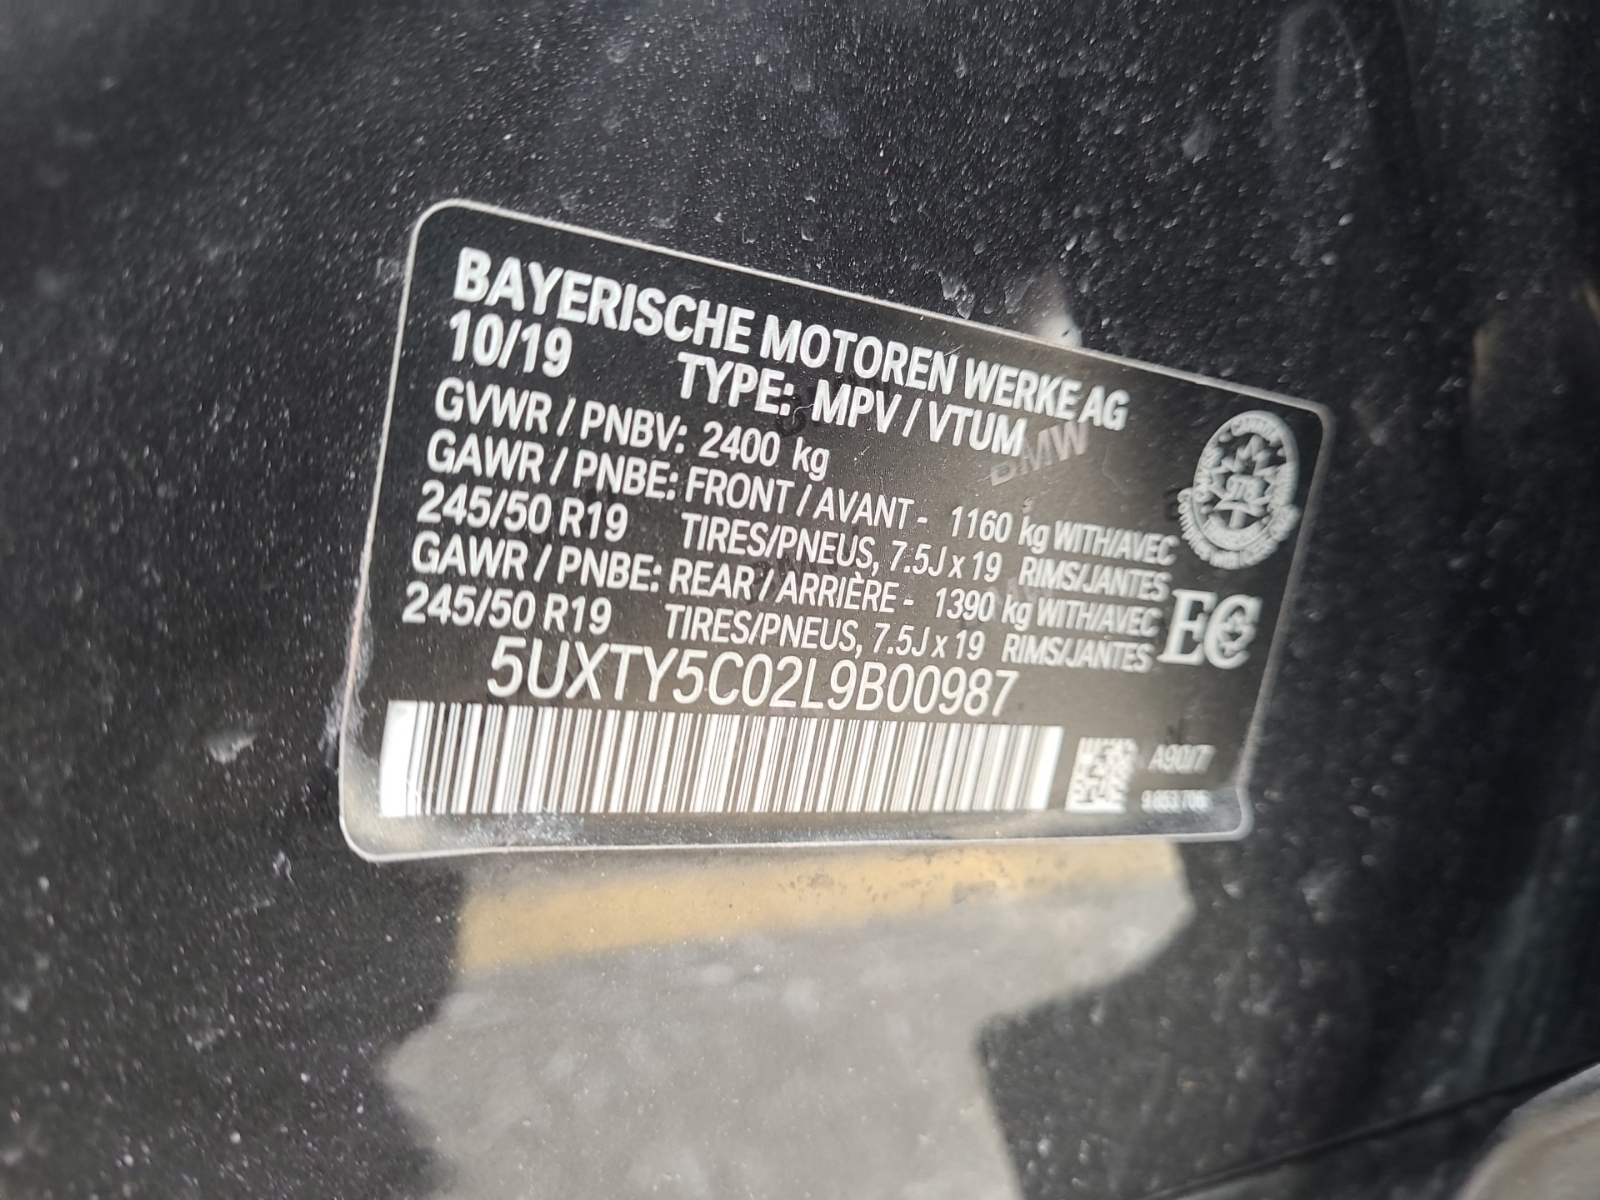 BAYERISCHE MOTOREN WERKE AG
10/19 TYPE: MPV / VTUM
GVWR / PNBV: 2400 kg
GAWR / PNBE: FRONT / AVANT - 1160 kg WITH/AVEC
245/50 R19 TIRES/PNEUS, 7.5J x 19 RIMS/JANTES
GAWR / PNBE: REAR / ARRIÈRE - 1390 kg WITH/AVEC
245/50 R19 TIRES/PNEUS, 7.5J x 19 RIMS/JANTES
5UXTY5C02L9B00987
BMW
EC